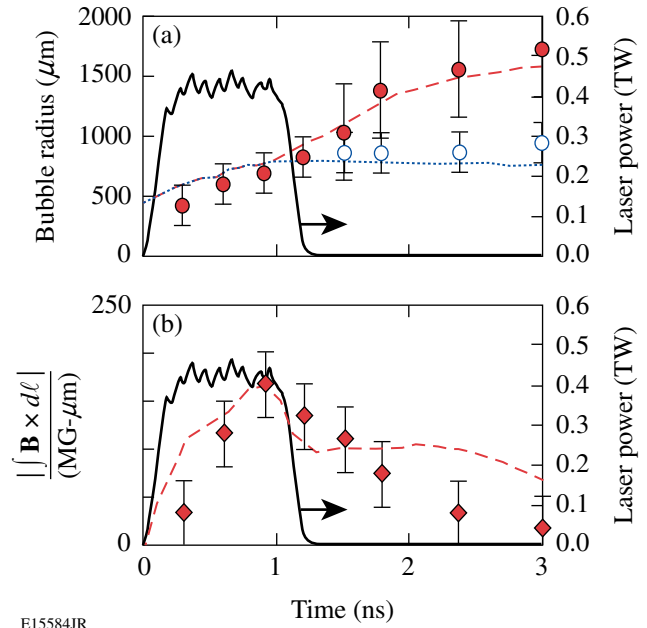 (a)
Bubble radius (μm)
2000
1500
1000
500
0
Laser power (TW)
0.6
0.5
0.4
0.3
0.2
0.1
0.0
(b)
|∫ B × dℓ|
(MG-μm)
250
0
Laser power (TW)
0.6
0.5
0.4
0.3
0.2
0.1
0.0
0 1 2 3
Time (ns)
E15584JR